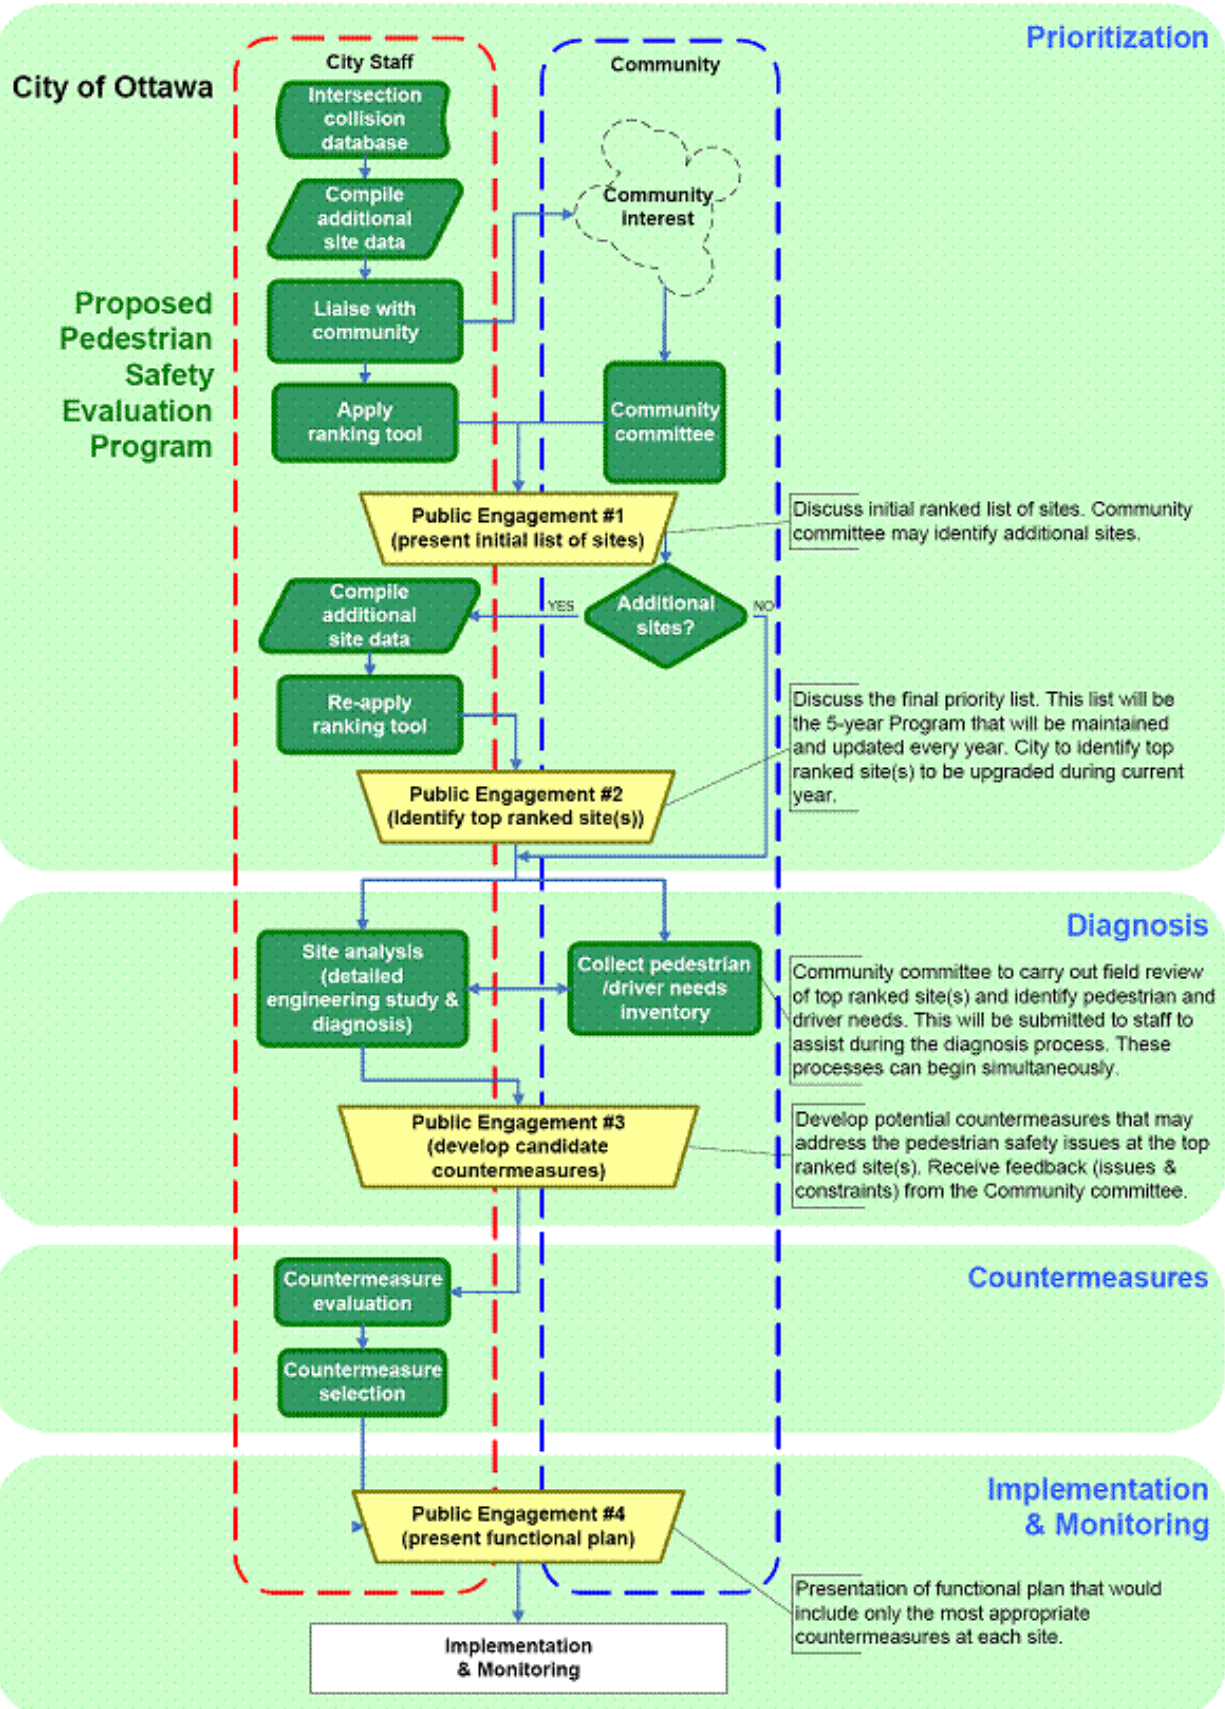 Prioritization
City of Ottawa
City Staff
Community
Intersection
collision
database
Compile
additional
site data
Community
interest
Proposed
Pedestrian
Safety
Evaluation
Program
Liaise with
community
Apply
ranking tool
Community
committee
Public Engagement #1
(present initial list of sites)
Discuss initial ranked list of sites. Community
committee may identify additional sites.
Additional
sites?
YES
NO
Compile
additional
site data
Re-apply
ranking tool
Public Engagement #2
(Identify top ranked site(s))
Discuss the final priority list. This list will be
the 5-year Program that will be maintained
and updated every year. City to identify top
ranked site(s) to be upgraded during current
year.
Diagnosis
Site analysis
(detailed
engineering study &
diagnosis)
Collect pedestrian
/driver needs
inventory
Community committee to carry out field review
of top ranked site(s) and identify pedestrian and
driver needs. This will be submitted to staff to
assist during the diagnosis process. These
processes can begin simultaneously.
Public Engagement #3
(develop candidate
countermeasures)
Develop potential countermeasures that may
address the pedestrian safety issues at the top
ranked site(s). Receive feedback (issues &
constraints) from the Community committee.
Countermeasures
Countermeasure
evaluation
Countermeasure
selection
Implementation
& Monitoring
Public Engagement #4
(present functional plan)
Presentation of functional plan that would
include only the most appropriate
countermeasures at each site.
Implementation
& Monitoring